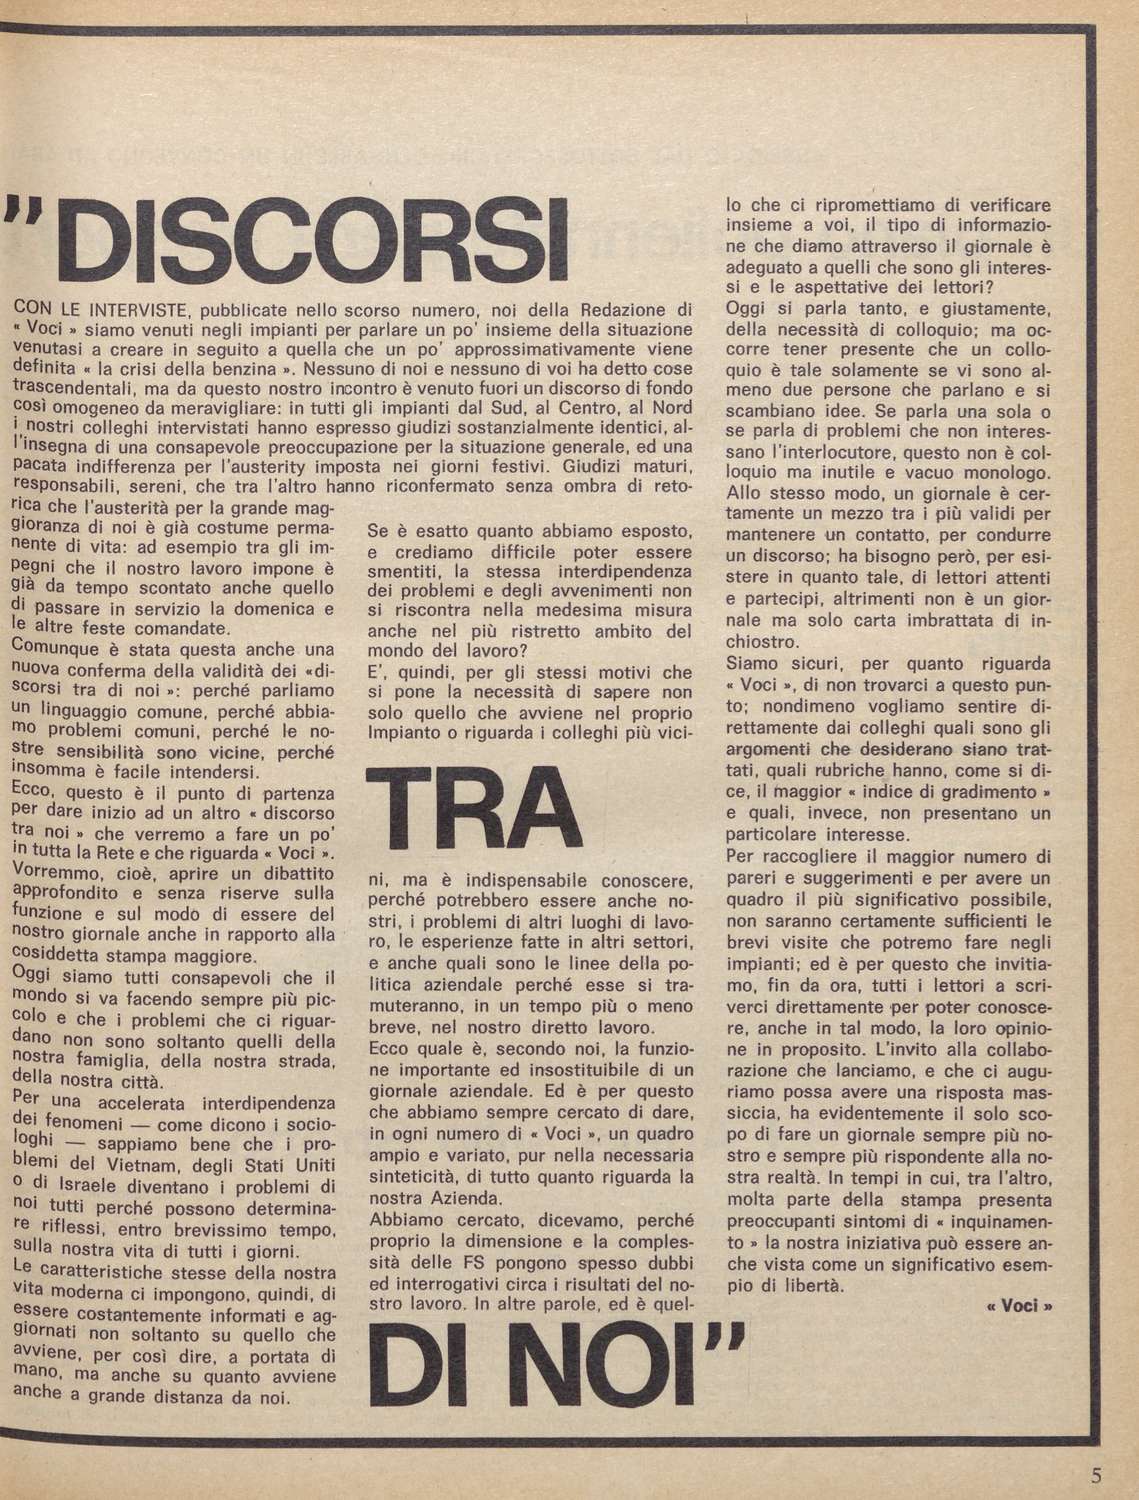 "DISCORSI
CON LE INTERVISTE, pubblicate nello scorso numero, noi della Redazione di
« Voci » siamo venuti negli impianti per parlare un po' insieme della situazione
venutasi a creare in seguito a quella che un po' approssimativamente viene
definita « la crisi della benzina ». Nessuno di noi e nessuno di voi ha detto cose
trascendentali, ma da questo nostro incontro è venuto fuori un discorso di fondo
così omogeneo da meravigliare: in tutti gli impianti dal Sud, al Centro, al Nord
i nostri colleghi intervistati hanno espresso giudizi sostanzialmente identici, al-
l'insegna di una consapevole preoccupazione per la situazione generale, ed una
pacata indifferenza per l'austerity imposta nei giorni festivi. Giudizi maturi,
responsabili, sereni, che tra l'altro hanno riconfermato senza ombra di reto-
rica che l'austerità per la grande mag-
gioranza di noi è già costume perma-
nente di vita: ad esempio tra gli im-
pegni che il nostro lavoro impone è
già da tempo scontato anche quello
di passare in servizio la domenica e
le altre feste comandate.
Comunque è stata questa anche una
nuova conferma della validità dei «di-
scorsi tra di noi »: perché parliamo
un linguaggio comune, perché abbia-
mo problemi comuni, perché le no-
stre sensibilità sono vicine, perché
insomma è facile intendersi.
Ecco, questo è il punto di partenza
per dare inizio ad un altro « discorso
tra noi » che verremo a fare un po'
in tutta la Rete e che riguarda « Voci ».
Vorremmo, cioè, aprire un dibattito
approfondito e senza riserve sulla
funzione e sul modo di essere del
nostro giornale anche in rapporto alla
cosiddetta stampa maggiore.
Oggi siamo tutti consapevoli che il
mondo si va facendo sempre più pic-
colo e che i problemi che ci riguar-
dano non sono soltanto quelli della
nostra famiglia, della nostra strada,
della nostra città.
Per una accelerata interdipendenza
dei fenomeni — come dicono i socio-
loghi — sappiamo bene che i pro-
blemi del Vietnam, degli Stati Uniti
o di Israele diventano i problemi di
noi tutti perché possono determina-
re riflessi, entro brevissimo tempo,
sulla nostra vita di tutti i giorni.
Le caratteristiche stesse della nostra
vita moderna ci impongono, quindi, di
essere costantemente informati e ag-
giornati non soltanto su quello che
avviene, per così dire, a portata di
mano, ma anche su quanto avviene
anche a grande distanza da noi.
Se è esatto quanto abbiamo esposto,
e crediamo difficile poter essere
smentiti, la stessa interdipendenza
dei problemi e degli avvenimenti non
si riscontra nella medesima misura
anche nel più ristretto ambito del
mondo del lavoro?
E', quindi, per gli stessi motivi che
si pone la necessità di sapere non
solo quello che avviene nel proprio
Impianto o riguarda i colleghi più vici-
TRA
ni, ma è indispensabile conoscere,
perché potrebbero essere anche no-
stri, i problemi di altri luoghi di lavo-
ro, le esperienze fatte in altri settori,
e anche quali sono le linee della po-
litica aziendale perché esse si tra-
muteranno, in un tempo più o meno
breve, nel nostro diretto lavoro.
Ecco quale è, secondo noi, la funzio-
ne importante ed insostituibile di un
giornale aziendale. Ed è per questo
che abbiamo sempre cercato di dare,
in ogni numero di « Voci », un quadro
ampio e variato, pur nella necessaria
sinteticità, di tutto quanto riguarda la
nostra Azienda.
Abbiamo cercato, dicevamo, perché
proprio la dimensione e la comples-
sità delle FS pongono spesso dubbi
ed interrogativi circa i risultati del no-
stro lavoro. In altre parole, ed è quel-
DI NOI"
lo che ci ripromettiamo di verificare
insieme a voi, il tipo di informazio-
ne che diamo attraverso il giornale è
adeguato a quelli che sono gli interes-
si e le aspettative dei lettori?
Oggi si parla tanto, e giustamente,
della necessità di colloquio; ma oc-
corre tener presente che un collo-
quio è tale solamente se vi sono al-
meno due persone che parlano e si
scambiano idee. Se parla una sola o
se parla di problemi che non interes-
sano l'interlocutore, questo non è col-
loquio ma inutile e vacuo monologo.
Allo stesso modo, un giornale è cer-
tamente un mezzo tra i più validi per
mantenere un contatto, per condurre
un discorso; ha bisogno però, per esi-
stere in quanto tale, di lettori attenti
e partecipi, altrimenti non è un gior-
nale ma solo carta imbrattata di in-
chiostro.
Siamo sicuri, per quanto riguarda
« Voci », di non trovarci a questo pun-
to; nondimeno vogliamo sentire di-
rettamente dai colleghi quali sono gli
argomenti che desiderano siano trat-
tati, quali rubriche hanno, come si di-
ce, il maggior « indice di gradimento »
e quali, invece, non presentano un
particolare interesse.
Per raccogliere il maggior numero di
pareri e suggerimenti e per avere un
quadro il più significativo possibile,
non saranno certamente sufficienti le
brevi visite che potremo fare negli
impianti; ed è per questo che invitia-
mo, fin da ora, tutti i lettori a scri-
verci direttamente per poter conosce-
re, anche in tal modo, la loro opinio-
ne in proposito. L'invito alla collabo-
razione che lanciamo, e che ci augu-
riamo possa avere una risposta mas-
siccia, ha evidentemente il solo sco-
po di fare un giornale sempre più no-
stro e sempre più rispondente alla no-
stra realtà. In tempi in cui, tra l'altro,
molta parte della stampa presenta
preoccupanti sintomi di « inquinamen-
to » la nostra iniziativa può essere an-
che vista come un significativo esem-
pio di libertà.
« Voci »
5